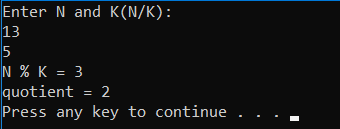 Enter N and K(N/K):
13
5
N % K = 3
quotient = 2
Press any key to continue . . .